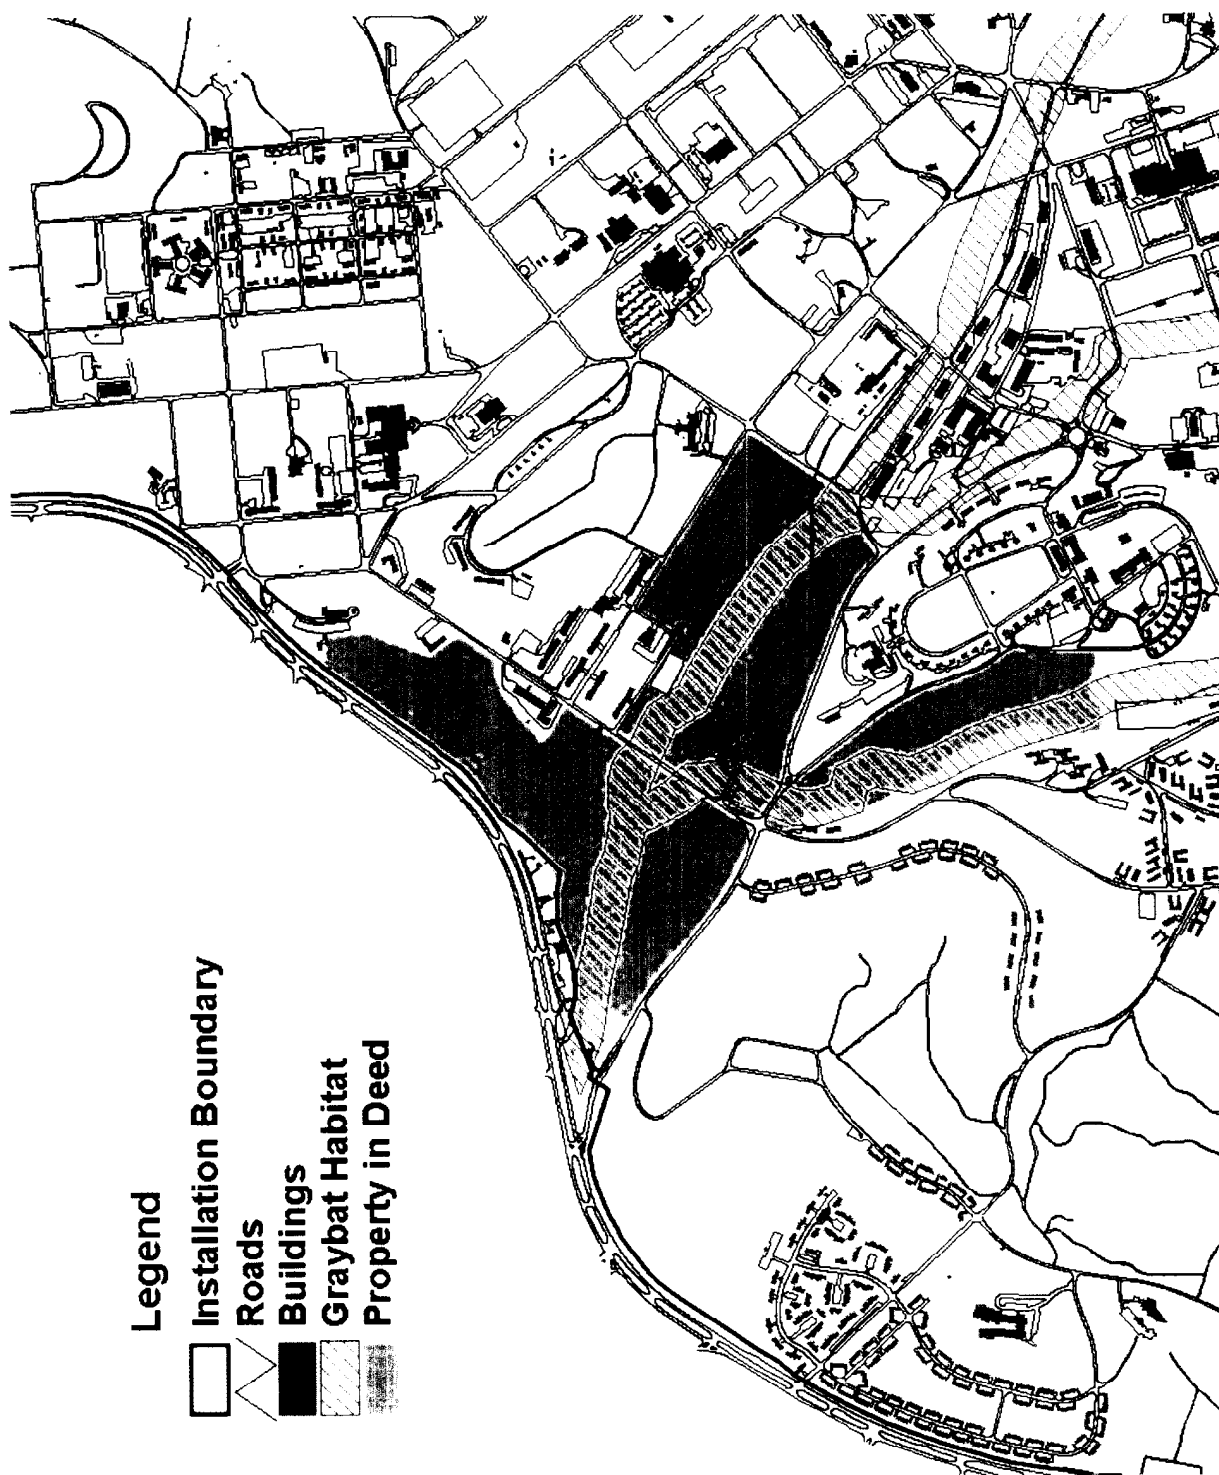 Legend
Installation Boundary
Roads
Buildings
Graybat Habitat
Property in Deed